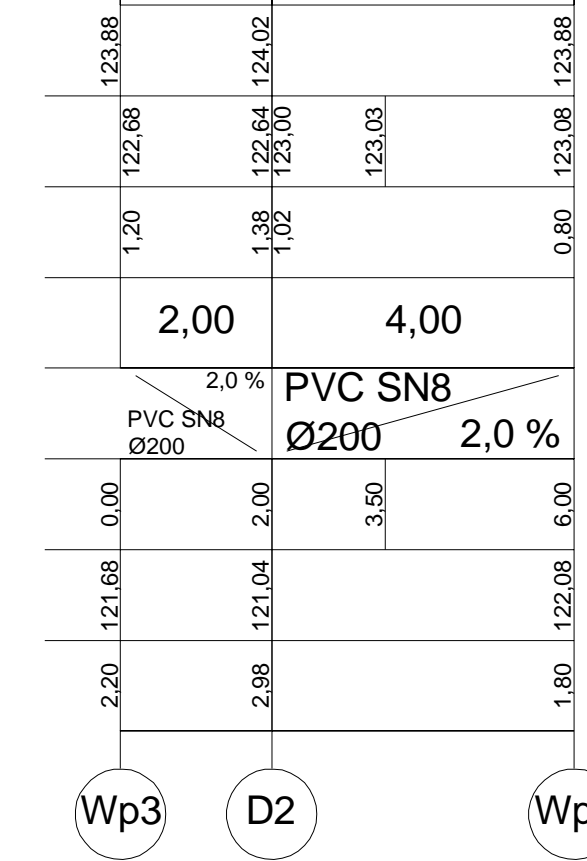 123,88 124,02 123,88
122,68 122,64 123,00 123,03 123,08
1,20 1,38 1,02 0,80
2,00 4,00
2,0 % PVC SN8
PVC SN8
Ø200 Ø200 2,0 %
0,00 2,00 3,50 6,00
121,68 121,04 122,08
2,20 2,98 1,80
Wp3 D2 Wp